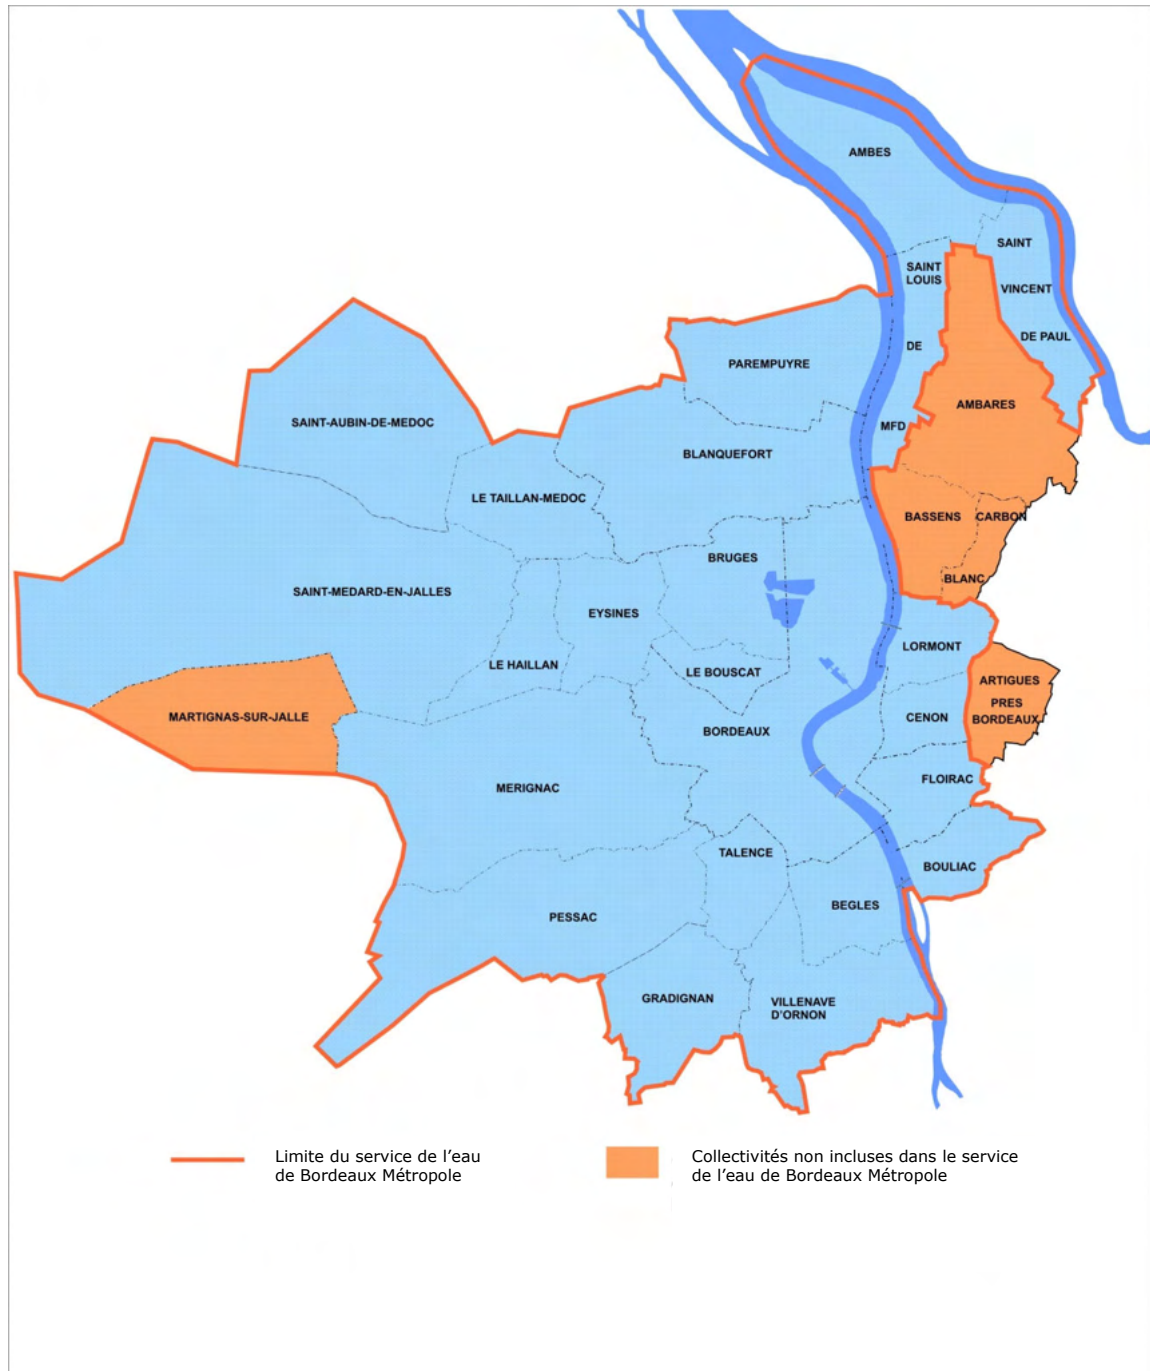 AMBES
SAINT
VINCENT
DE PAUL
SAINT
LOUIS
DE
MFD
PAREMPUYRE
AMBARES
SAINT-AUBIN-DE-MEDOC
BLANQUEFORT
LE TAILLAN-MEDOC
BASSENS
CARBON
BLANC
BRUGES
SAINT-MEDARD-EN-JALLES
EYSINES
LE HAILLAN
LE BOUSCAT
LORMONT
ARTIGUES
PRES
BORDEAUX
MARTIGNAS-SUR-JALLE
CENON
BORDEAUX
FLOIRAC
MERIGNAC
TALENCE
BOULIAC
PESSAC
BEGLES
GRADIGNAN
VILLENAVE
D'ORNON
Limite du service de l'eau
de Bordeaux Métropole
Collectivités non incluses dans le service
de l'eau de Bordeaux Métropole